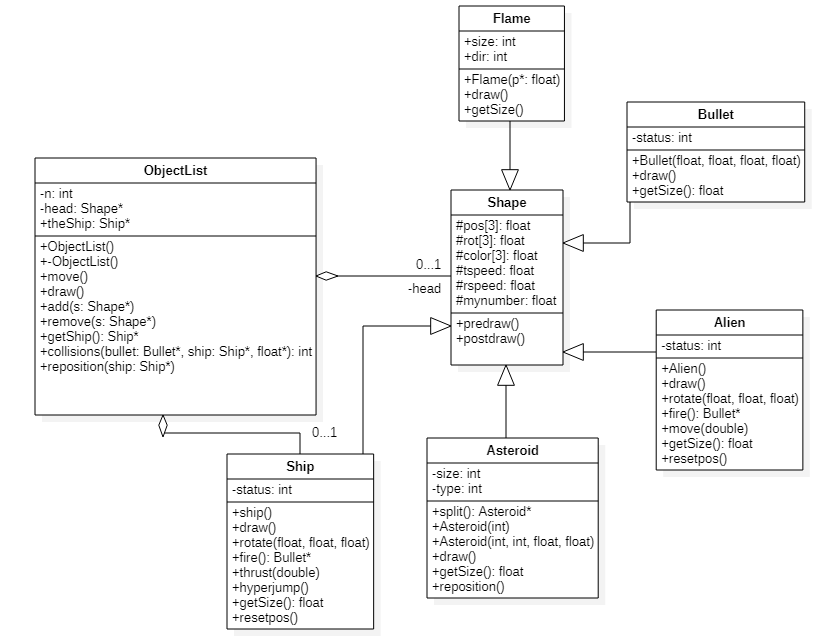 Flame
+size: int
+dir: int
+Flame(p*: float)
+draw()
+getSize()
Bullet
-status: int
+Bullet(float, float, float, float)
+draw()
+getSize(): float
ObjectList
-n: int
-head: Shape*
+theShip: Ship*
+ObjectList()
+-ObjectList()
+move()
+draw()
+add(s: Shape*)
+remove(s: Shape*)
+getShip(): Ship*
+collisions(bullet: Bullet*, ship: Ship*, float*): int
+reposition(ship: Ship*)
0...1
-head
Shape
#pos[3]: float
#rot[3]: float
#color[3]: float
#tspeed: float
#rspeed: float
#mynumber: float
+predraw()
+postdraw()
Alien
-status: int
+Alien()
+draw()
+rotate(float, float, float)
+fire(): Bullet*
+move(double)
+getSize(): float
+resetpos()
0...1
Ship
-status: int
+ship()
+draw()
+rotate(float, float, float)
+fire(): Bullet*
+thrust(double)
+hyperjump()
+getSize(): float
+resetpos()
Asteroid
-size: int
-type: int
+split(): Asteroid*
+Asteroid(int)
+Asteroid(int, int, float, float)
+draw()
+getSize(): float
+reposition()